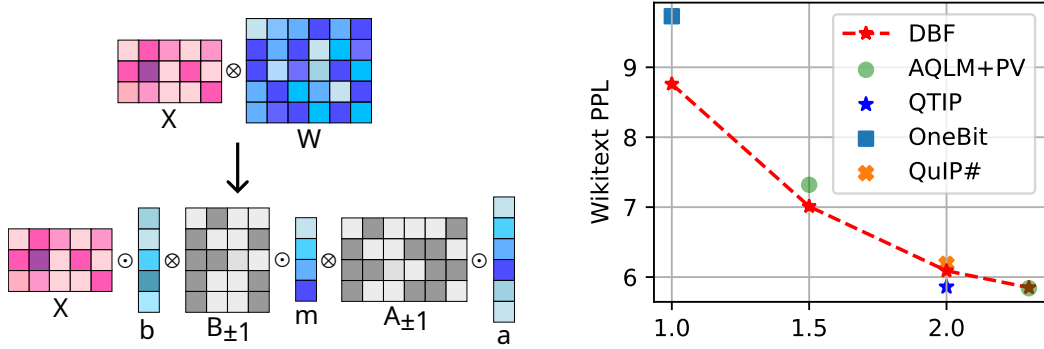 X
⊗
W
X
⊙
b
⊗
B±1
⊙
m
⊗
A±1
⊙
a
Wikitext PPL
9
8
7
6
1.0 1.5 2.0
DBF
AQLM+PV
QTIP
OneBit
QuIP#